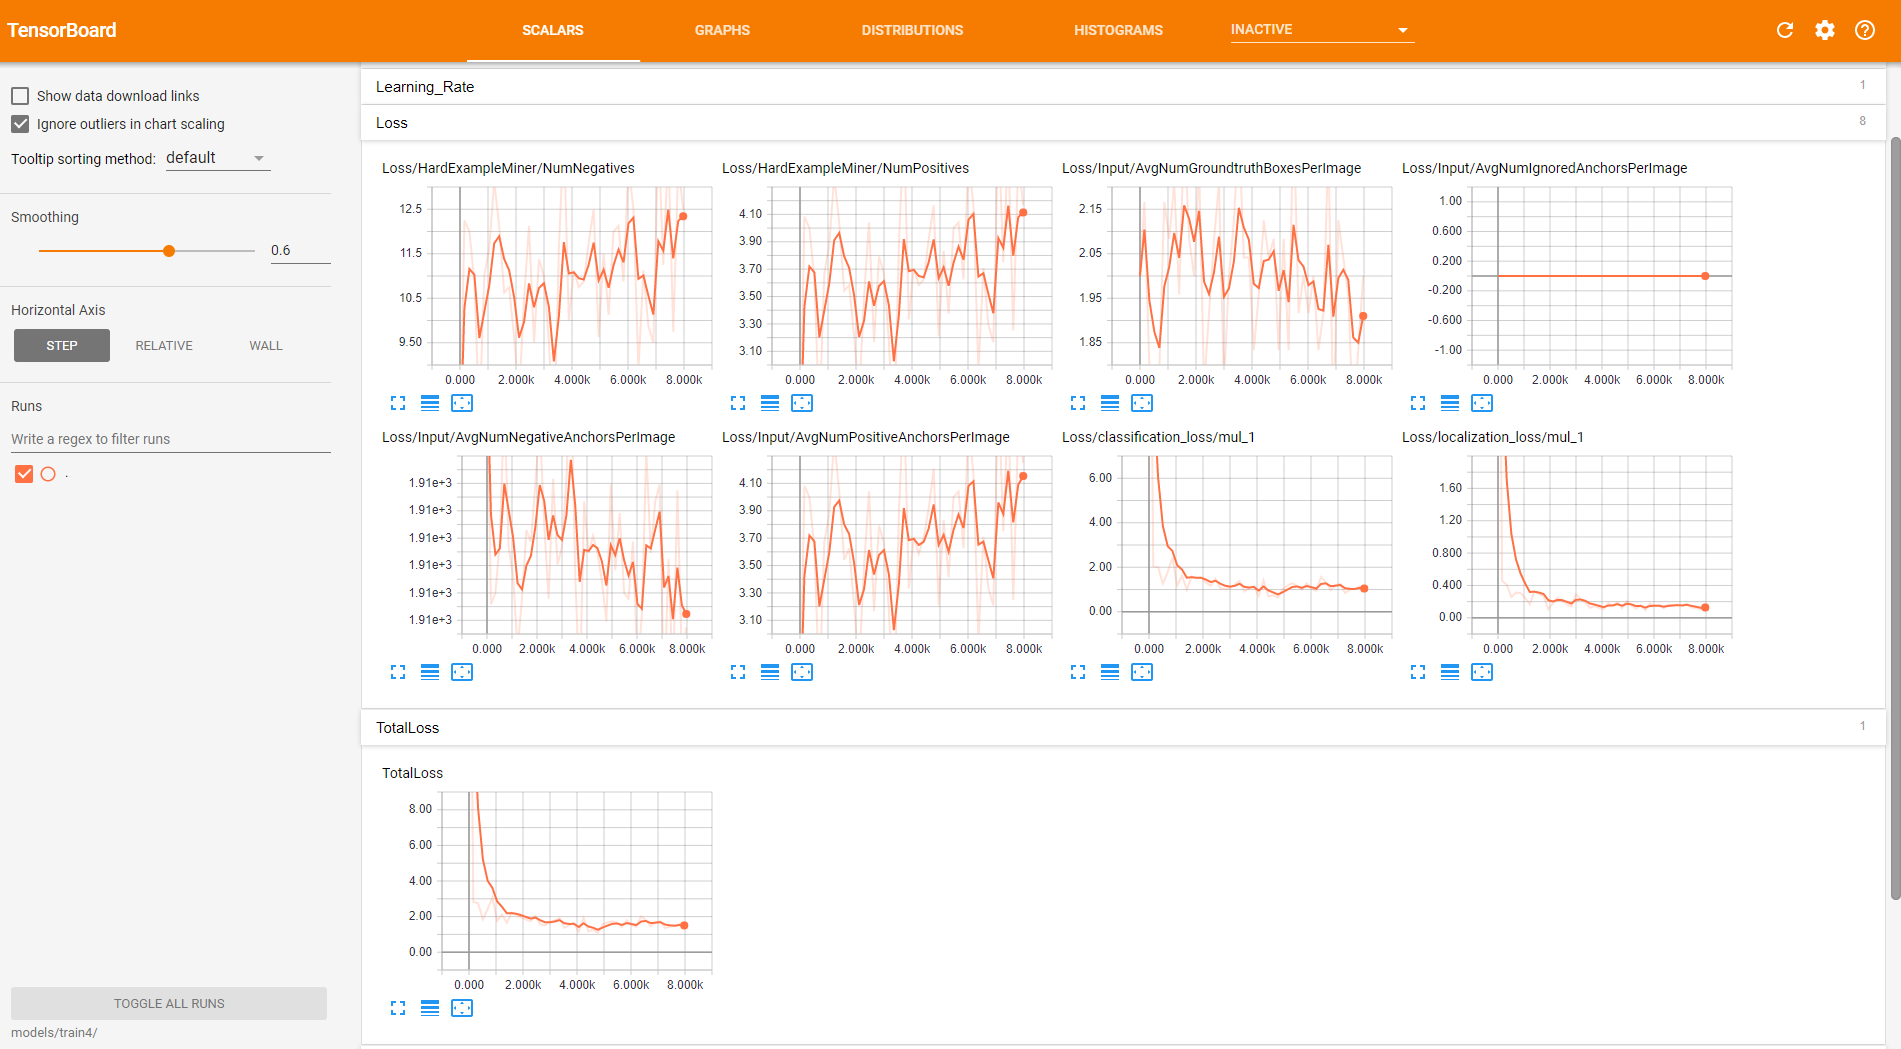 TensorBoard
SCALARS
GRAPHS
DISTRIBUTIONS
HISTOGRAMS
INACTIVE
Show data download links
Ignore outliers in chart scaling
Tooltip sorting method: default
Smoothing
0.6
Horizontal Axis
STEP
RELATIVE
WALL
Runs
Write a regex to filter runs
.
TOGGLE ALL RUNS
models/train4/
Learning_Rate
1
Loss
8
Loss/HardExampleMiner/NumNegatives
12.5
11.5
10.5
9.50
0.000 2.000k 4.000k 6.000k 8.000k
Loss/HardExampleMiner/NumPositives
4.10
3.90
3.70
3.50
3.30
3.10
0.000 2.000k 4.000k 6.000k 8.000k
Loss/Input/AvgNumGroundtruthBoxesPerImage
2.15
2.05
1.95
1.85
0.000 2.000k 4.000k 6.000k 8.000k
Loss/Input/AvgNumIgnoredAnchorsPerImage
1.00
0.600
0.200
-0.200
-0.600
-1.00
0.000 2.000k 4.000k 6.000k 8.000k
Loss/Input/AvgNumNegativeAnchorsPerImage
1.91e+3
1.91e+3
1.91e+3
1.91e+3
1.91e+3
1.91e+3
0.000 2.000k 4.000k 6.000k 8.000k
Loss/Input/AvgNumPositiveAnchorsPerImage
4.10
3.90
3.70
3.50
3.30
3.10
0.000 2.000k 4.000k 6.000k 8.000k
Loss/classification_loss/mul_1
6.00
4.00
2.00
0.00
0.000 2.000k 4.000k 6.000k 8.000k
Loss/localization_loss/mul_1
1.60
1.20
0.800
0.400
0.00
0.000 2.000k 4.000k 6.000k 8.000k
TotalLoss
1
TotalLoss
8.00
6.00
4.00
2.00
0.00
0.000 2.000k 4.000k 6.000k 8.000k